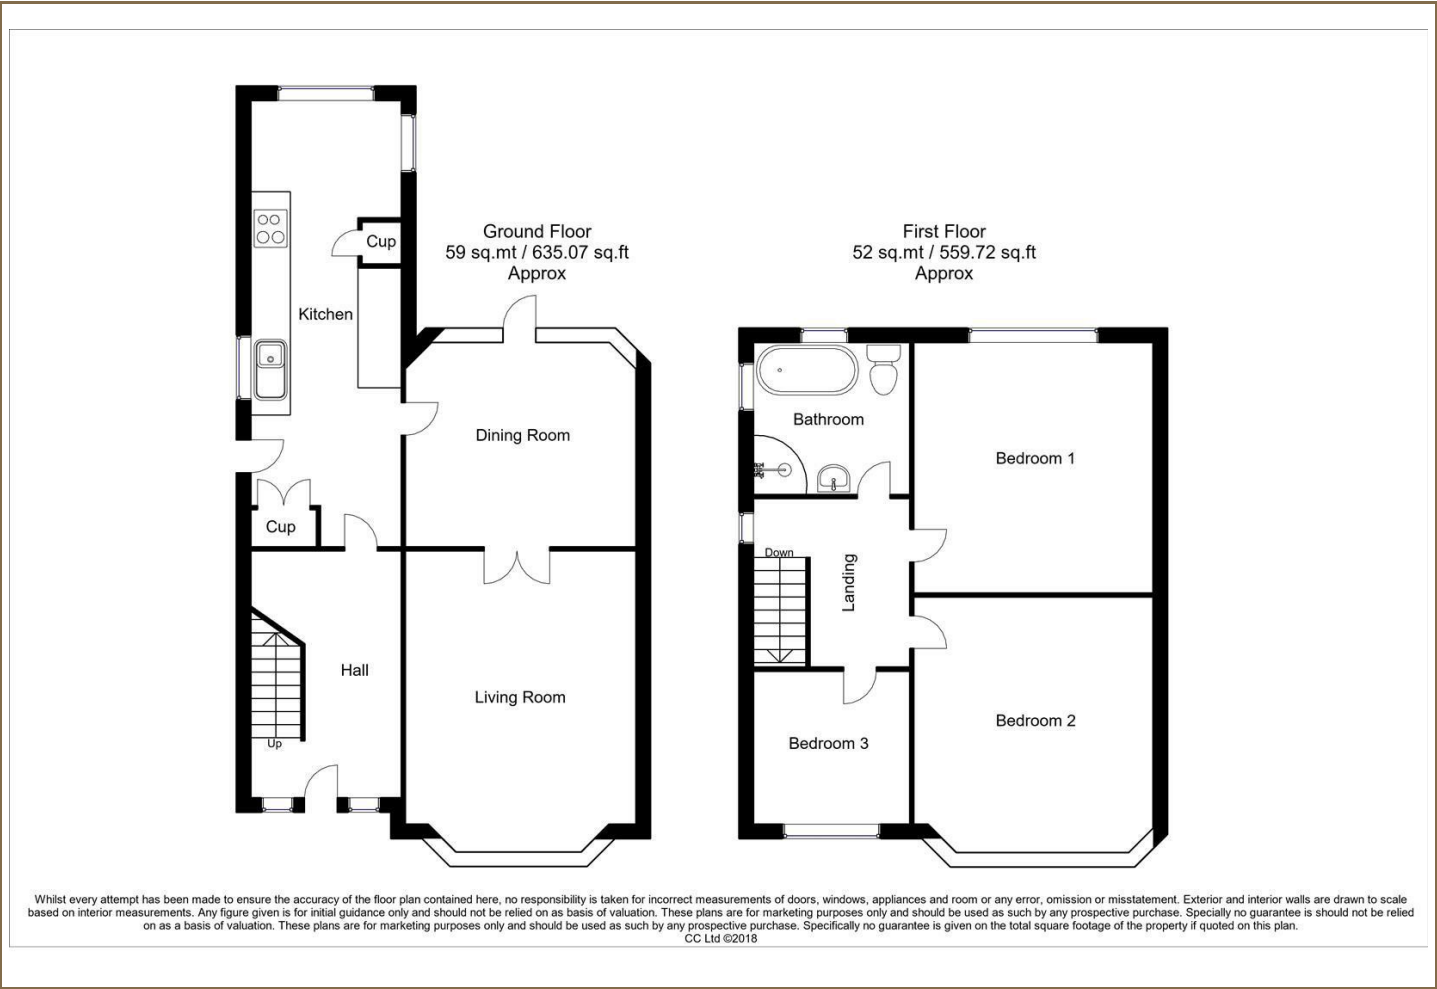 Ground Floor
59 sq.mt / 635.07 sq.ft
Approx
Cup
Kitchen
Dining Room
Cup
Hall
Living Room
Up
First Floor
52 sq.mt / 559.72 sq.ft
Approx
Bathroom
Bedroom 1
Down
Landing
Bedroom 2
Bedroom 3
Whilst every attempt has been made to ensure the accuracy of the floor plan contained here, no responsibility is taken for incorrect measurements of doors, windows, appliances and room or any error, omission or misstatement. Exterior and interior walls are drawn to scale
based on interior measurements. Any figure given is for initial guidance only and should not be relied on as basis of valuation. These plans are for marketing purposes only and should be used as such by any prospective purchase. Specially no guarantee is should not be relied
on as a basis of valuation. These plans are for marketing purposes only and should be used as such by any prospective purchase. Specifically no guarantee is given on the total square footage of the property if quoted on this plan.
CC Ltd ©2018